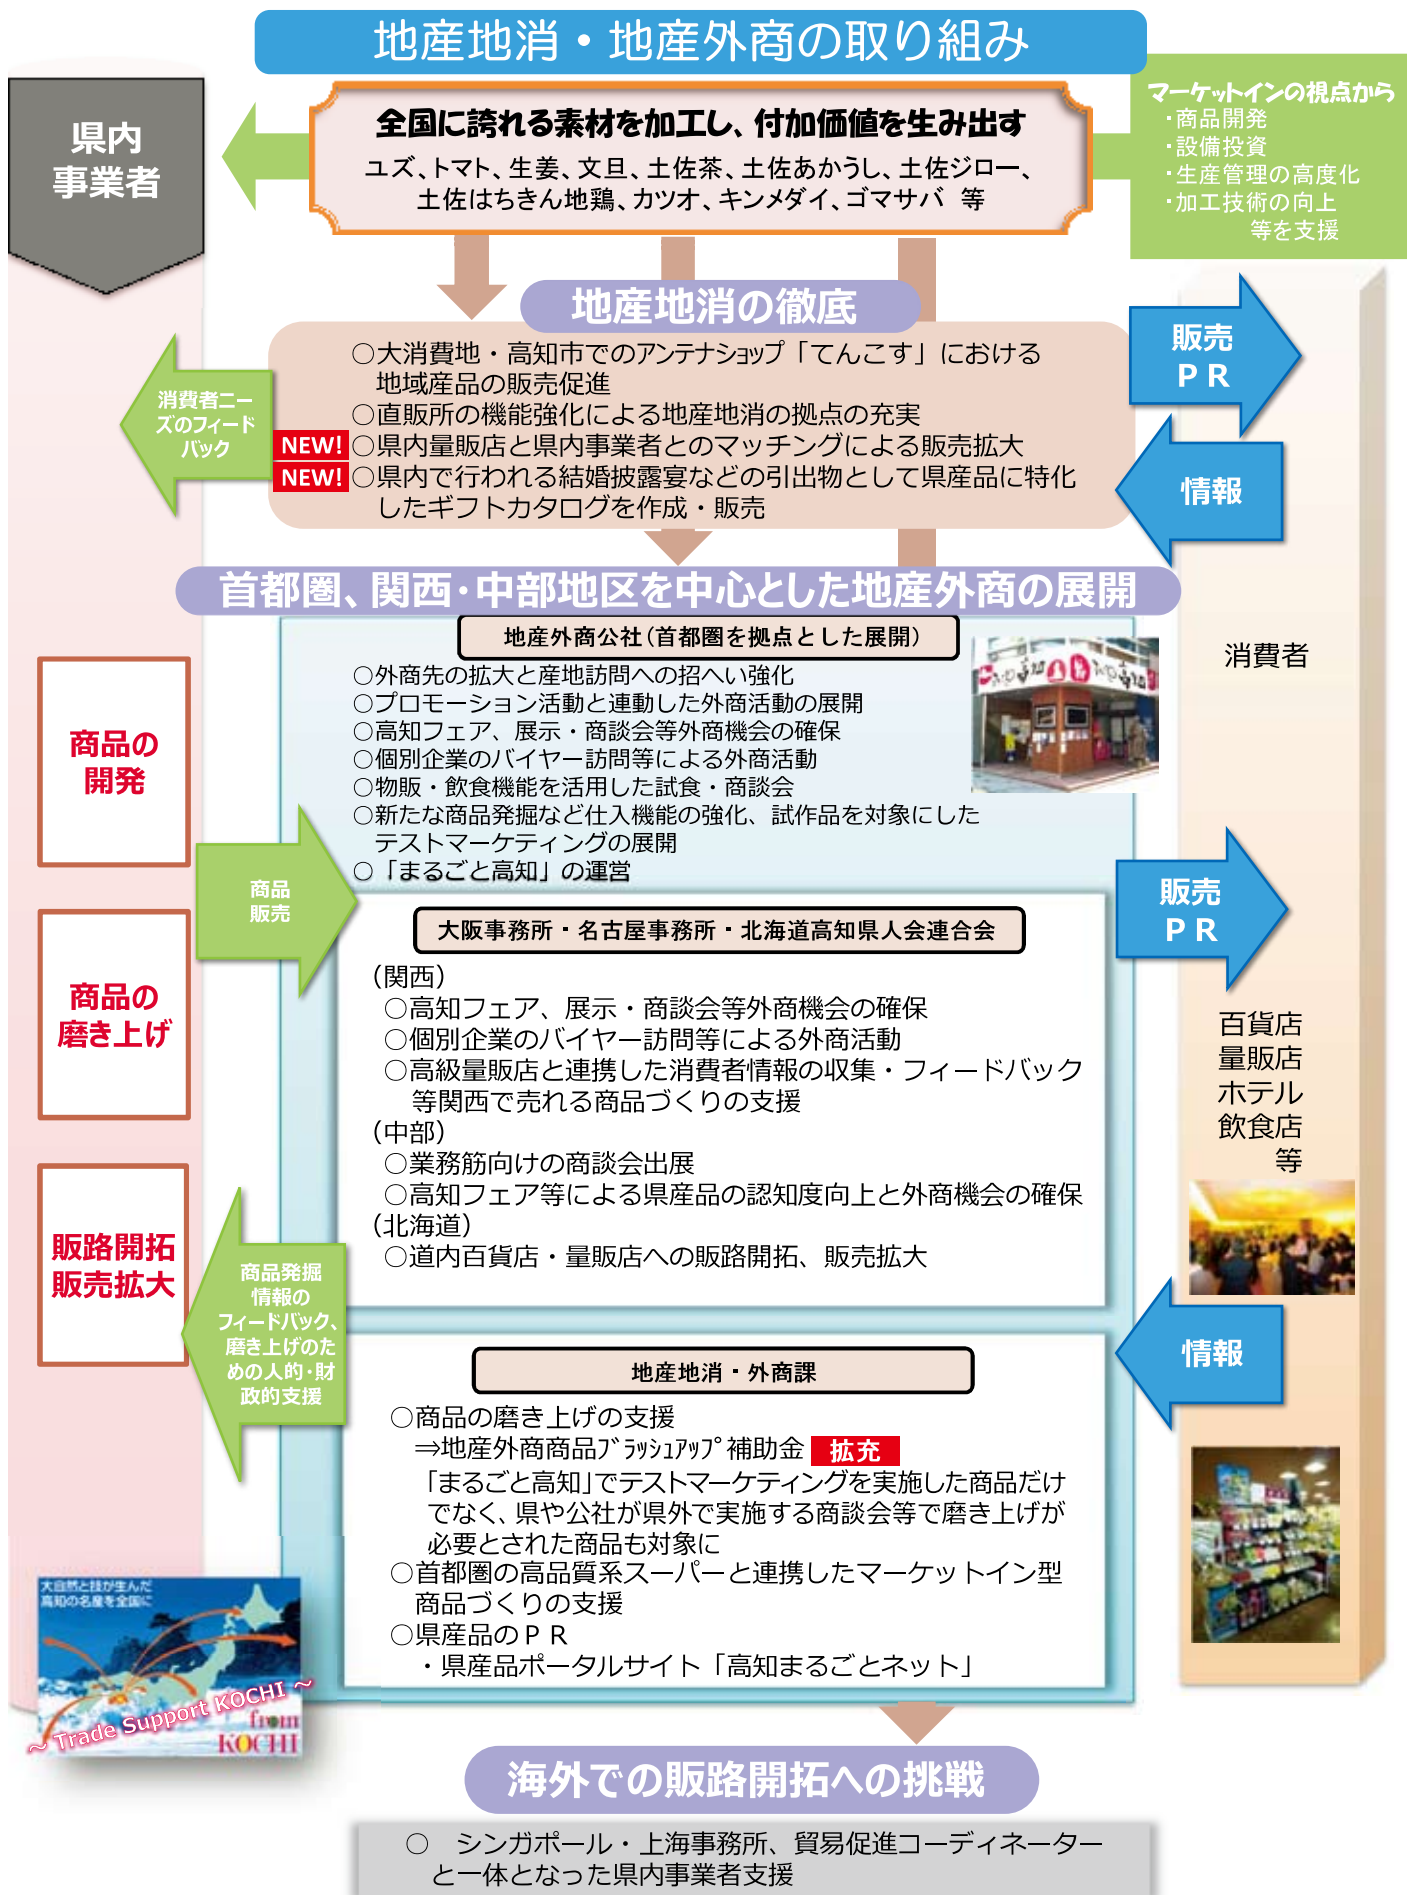 地産地消・地産外商の取り組み
県内
事業者
全国に誇れる素材を加工し、付加価値を生み出す
ユズ、トマト、生姜、文旦、土佐茶、土佐あかうし、土佐ジロー、
土佐はちきん地鶏、カツオ、キンメダイ、ゴマサバ 等
マーケットインの視点から
・商品開発
・設備投資
・生産管理の高度化
・加工技術の向上
等を支援
地産地消の徹底
○大消費地・高知市でのアンテナショップ「てんこす」における
地域産品の販売促進
○直販所の機能強化による地産地消の拠点の充実
NEW! ○県内量販店と県内事業者とのマッチングによる販売拡大
NEW! ○県内で行われる結婚披露宴などの引出物として県産品に特化
したギフトカタログを作成・販売
消費者ニー
ズのフィード
バック
販売
ＰＲ
情報
首都圏、関西・中部地区を中心とした地産外商の展開
地産外商公社（首都圏を拠点とした展開）
○外商先の拡大と産地訪問への招へい強化
○プロモーション活動と連動した外商活動の展開
○高知フェア、展示・商談会等外商機会の確保
○個別企業のバイヤー訪問等による外商活動
○物販・飲食機能を活用した試食・商談会
○新たな商品発掘など仕入機能の強化、試作品を対象にした
テストマーケティングの展開
○「まるごと高知」の運営
消費者
商品の
開発
商品
販売
販売
ＰＲ
大阪事務所・名古屋事務所・北海道高知県人会連合会
（関西）
○高知フェア、展示・商談会等外商機会の確保
○個別企業のバイヤー訪問等による外商活動
○高級量販店と連携した消費者情報の収集・フィードバック
等関西で売れる商品づくりの支援
（中部）
○業務筋向けの商談会出展
○高知フェア等による県産品の認知度向上と外商機会の確保
（北海道）
○道内百貨店・量販店への販路開拓、販売拡大
商品の
磨き上げ
百貨店
量販店
ホテル
飲食店
等
販路開拓
販売拡大
商品発掘
情報の
フィードバック、
磨き上げのた
めの人的・財
政的支援
情報
地産地消・外商課
○商品の磨き上げの支援
⇒地産外商商品ﾌﾞﾗｯｼｭｱｯﾌﾟ補助金 拡充
「まるごと高知」でテストマーケティングを実施した商品だけ
でなく、県や公社が県外で実施する商談会等で磨き上げが
必要とされた商品も対象に
○首都圏の高品質系スーパーと連携したマーケットイン型
商品づくりの支援
○県産品のＰＲ
・県産品ポータルサイト「高知まるごとネット」
大自然と技が生んだ
高知の名産を全国に
～ Trade Support KOCHI ～
from
KOCHI
海外での販路開拓への挑戦
○　シンガポール・上海事務所、貿易促進コーディネーター
と一体となった県内事業者支援